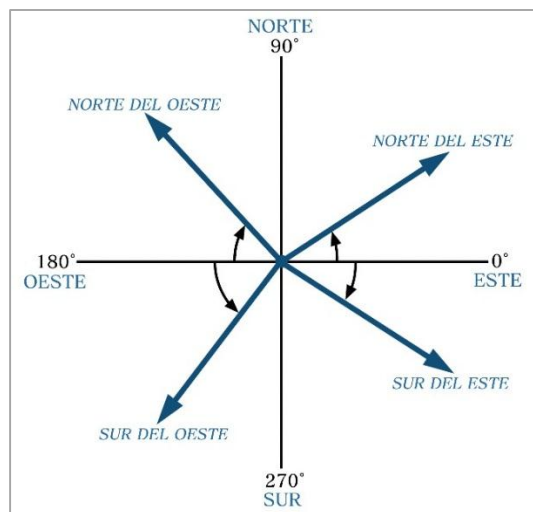 NORTE
90°
NORTE DEL OESTE
NORTE DEL ESTE
180°
OESTE
0°
ESTE
SUR DEL ESTE
SUR DEL OESTE
270°
SUR